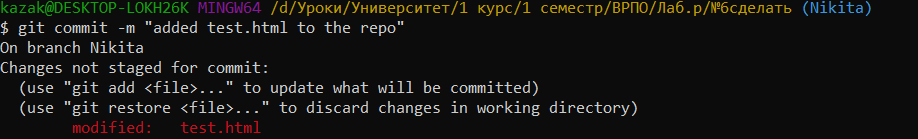 kazak@DESKTOP-LOKH26K MINGW64 /d/Уроки/Университет/1 курс/1 семестр/ВРПО/Лаб.р/№6сделать (Nikita)
$ git commit -m "added test.html to the repo"
On branch Nikita
Changes not staged for commit:
  (use "git add <file>..." to update what will be committed)
  (use "git restore <file>..." to discard changes in working directory)
        modified:   test.html